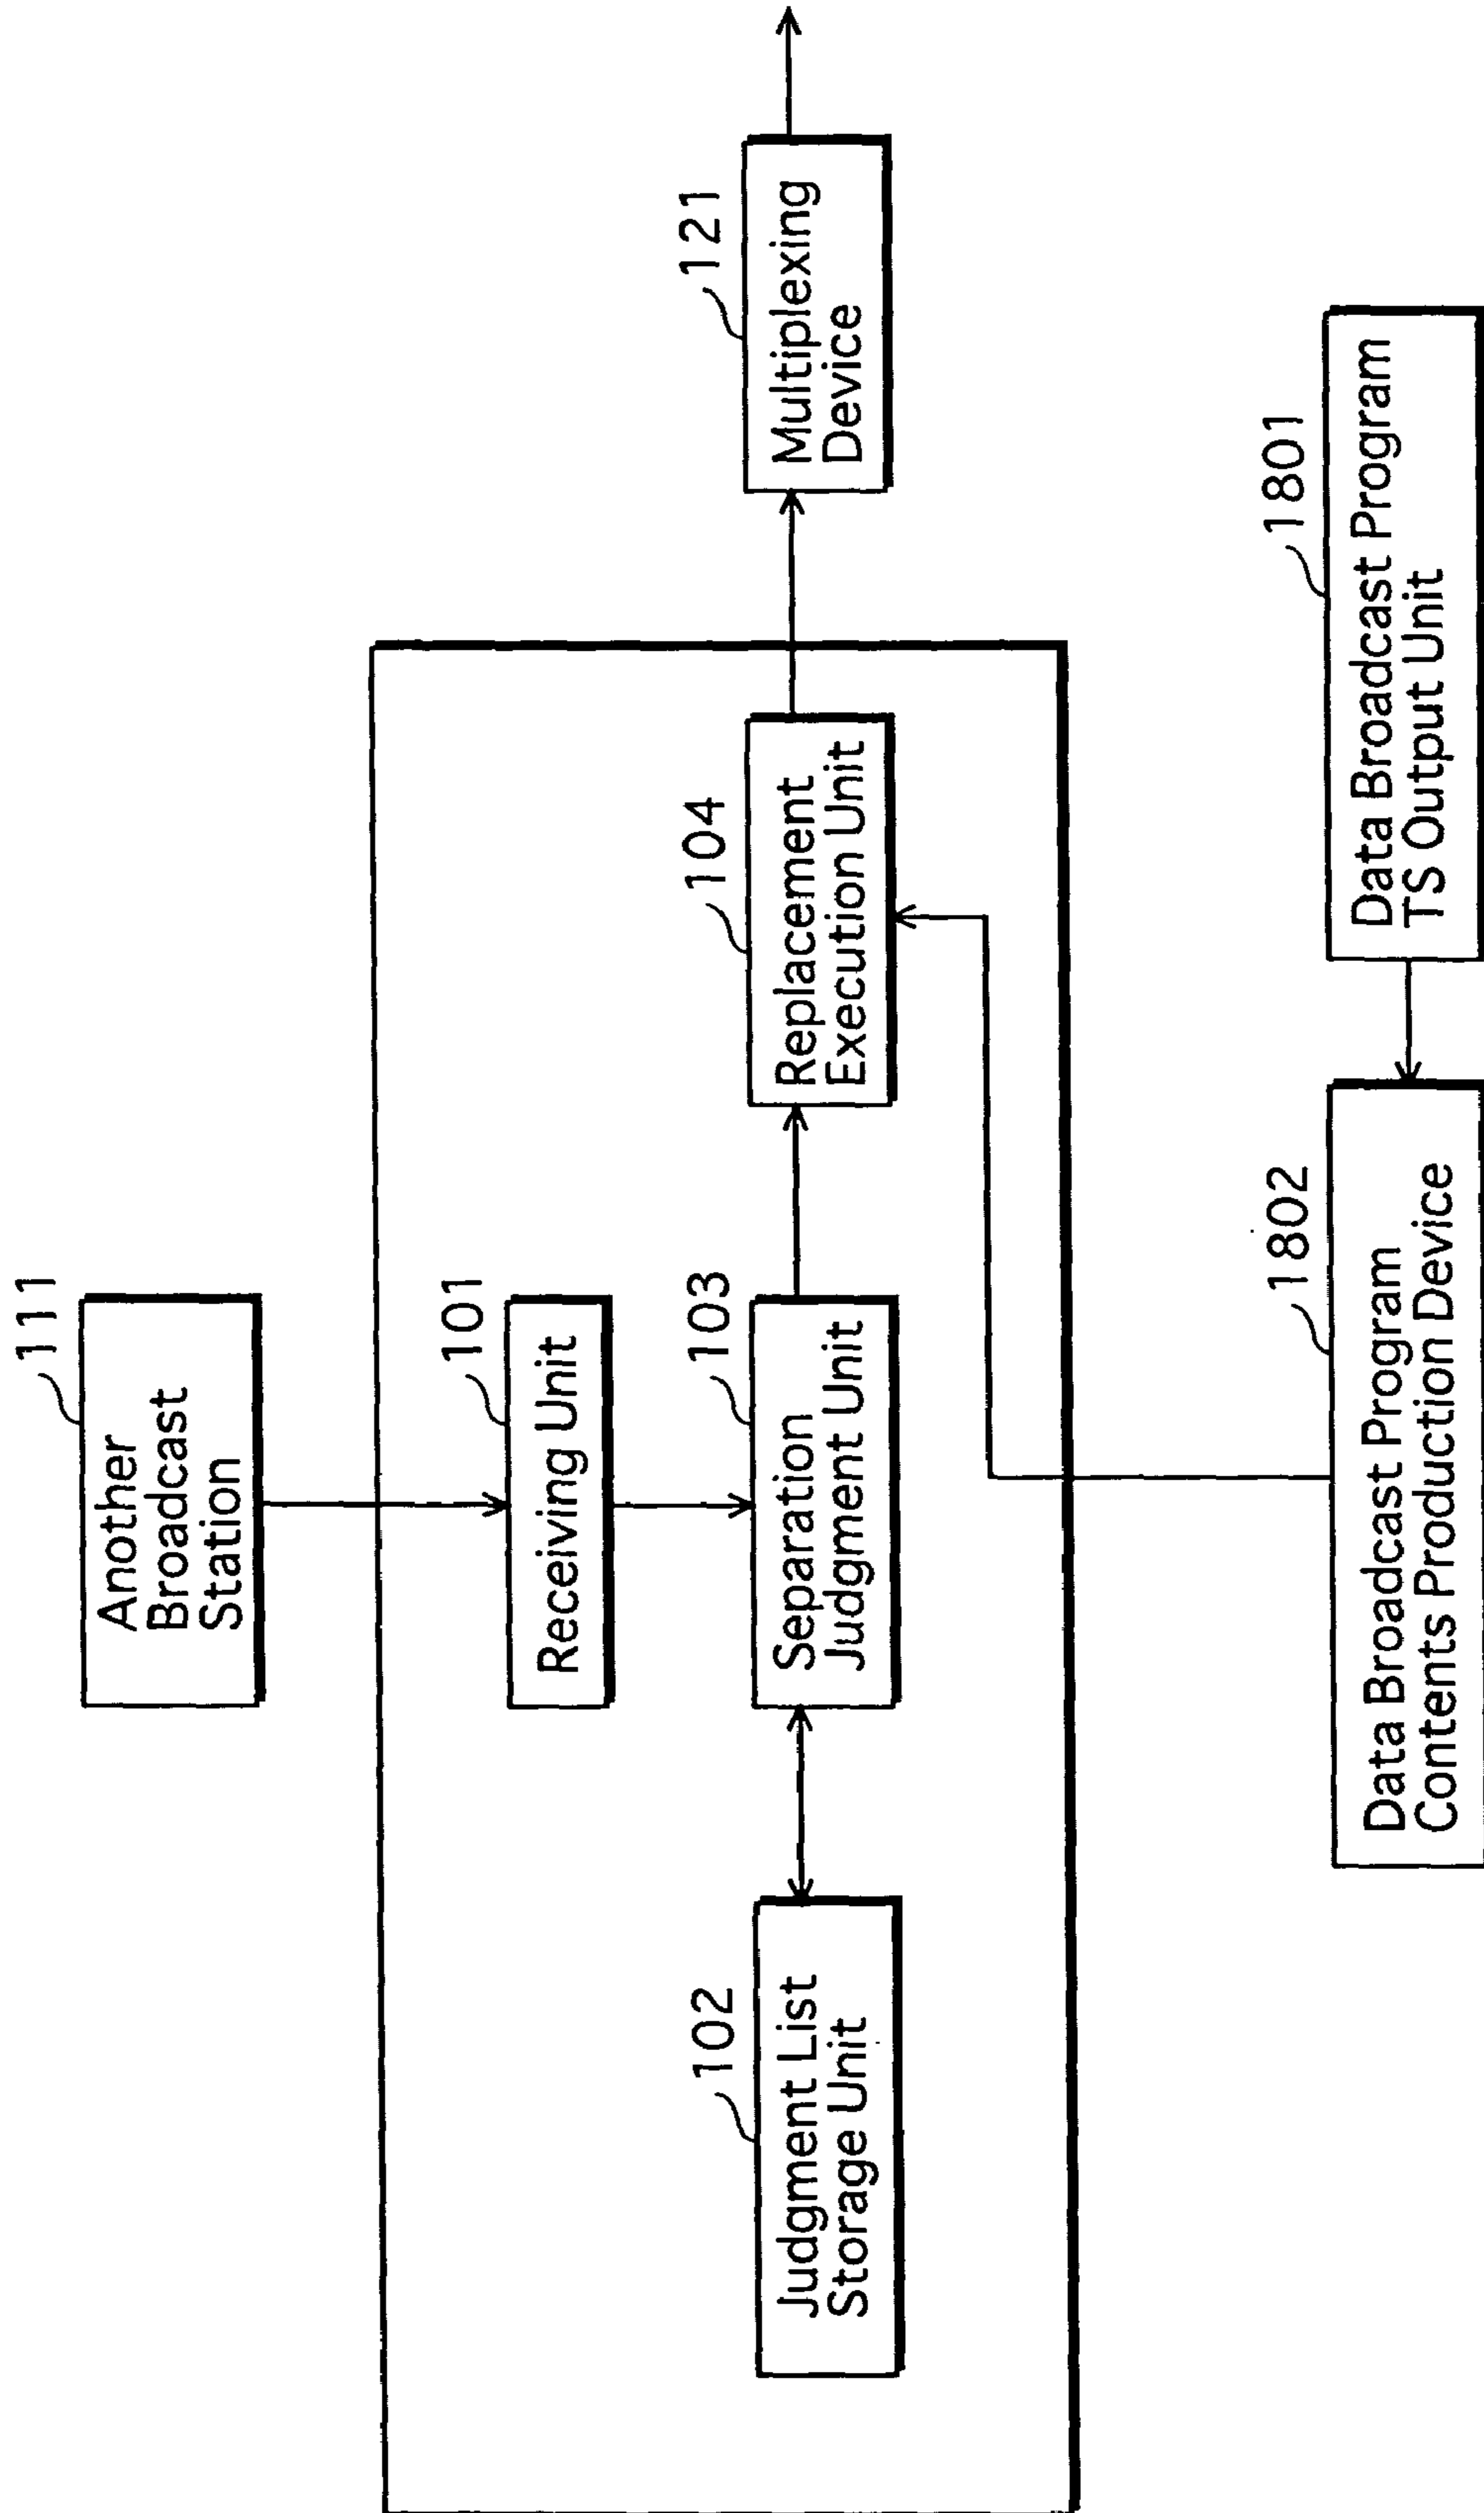 111
Another
Broadcast
Station
101
Receiving Unit
102
Judgment List
Storage Unit
103
Separation
Judgment Unit
104
Replacement
Execution Unit
121
Multiplexing
Device
1802
Data Broadcast Program
Contents Production Device
1801
Data Broadcast Program
TS Output Unit